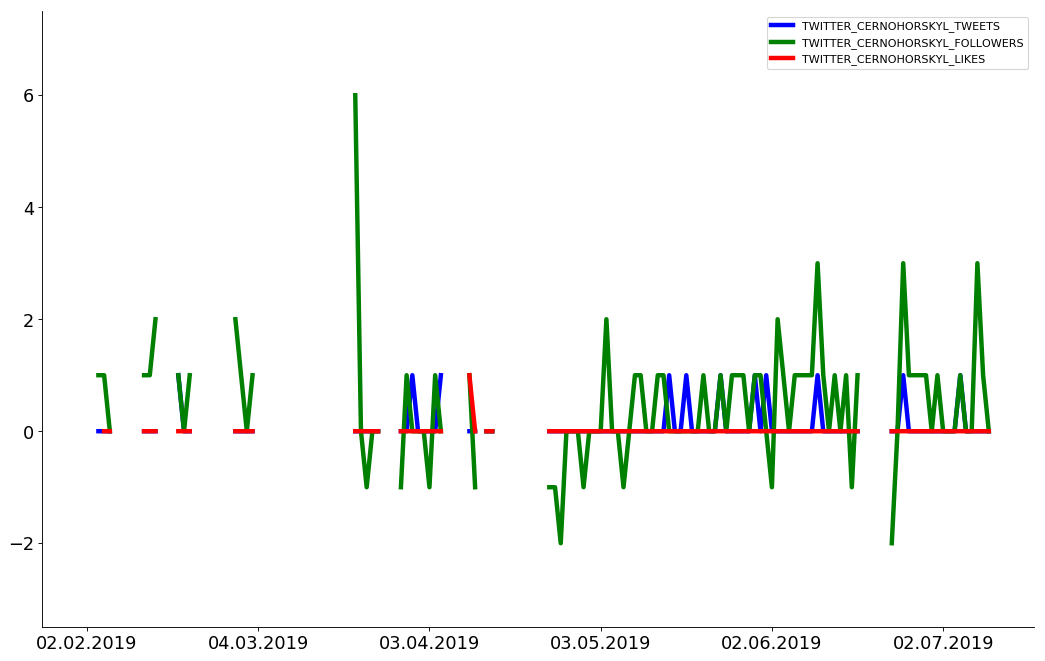 TWITTER_CERNOHORSKYL_TWEETS
TWITTER_CERNOHORSKYL_FOLLOWERS
TWITTER_CERNOHORSKYL_LIKES
6
4
2
0
−2
02.02.2019 04.03.2019 03.04.2019 03.05.2019 02.06.2019 02.07.2019